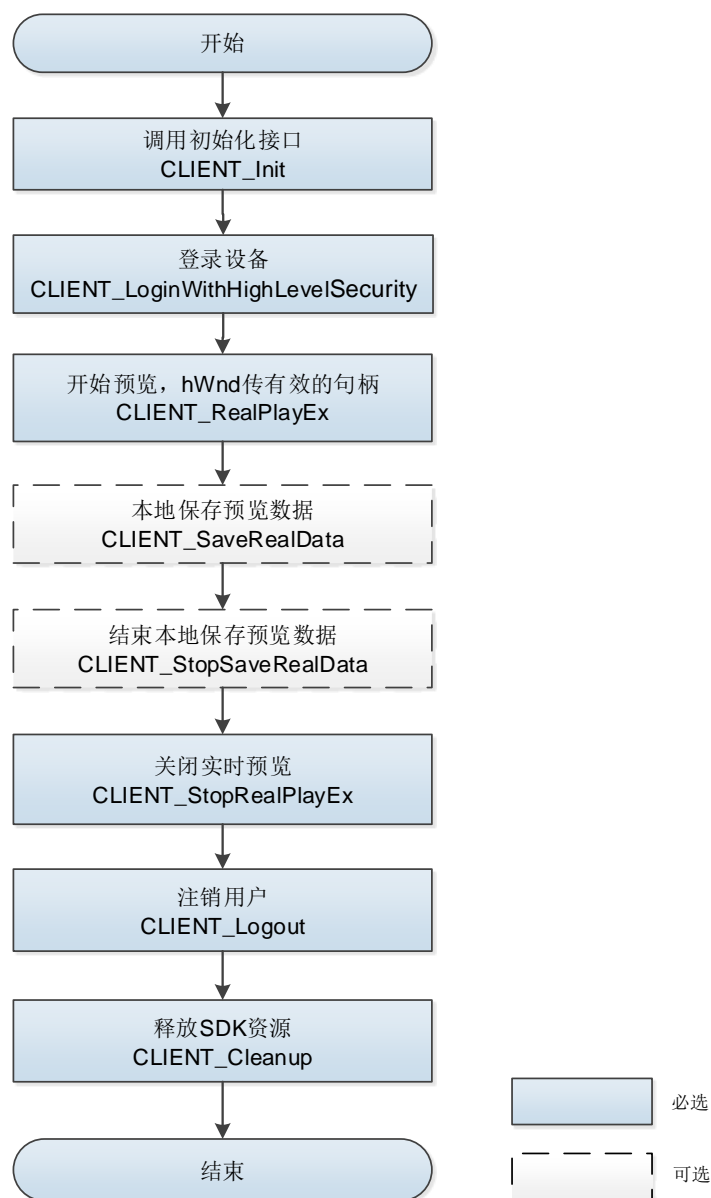 开始
调用初始化接口
CLIENT_Init
登录设备
CLIENT_LoginWithHighLevelSecurity
开始预览，hWnd传有效的句柄
CLIENT_RealPlayEx
本地保存预览数据
CLIENT_SaveRealData
结束本地保存预览数据
CLIENT_StopSaveRealData
关闭实时预览
CLIENT_StopRealPlayEx
注销用户
CLIENT_Logout
释放SDK资源
CLIENT_Cleanup
必选
结束
可选